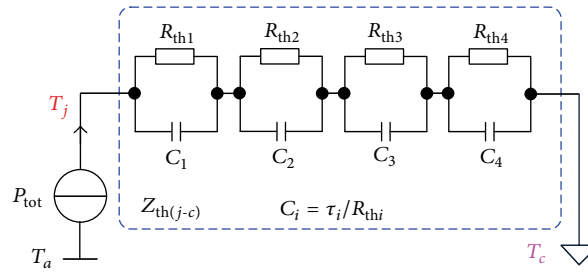 R_th1 R_th2 R_th3 R_th4
T_j
C_1 C_2 C_3 C_4
P_tot
Z_th(j-c) C_i = τ_i/R_thi
T_a T_c